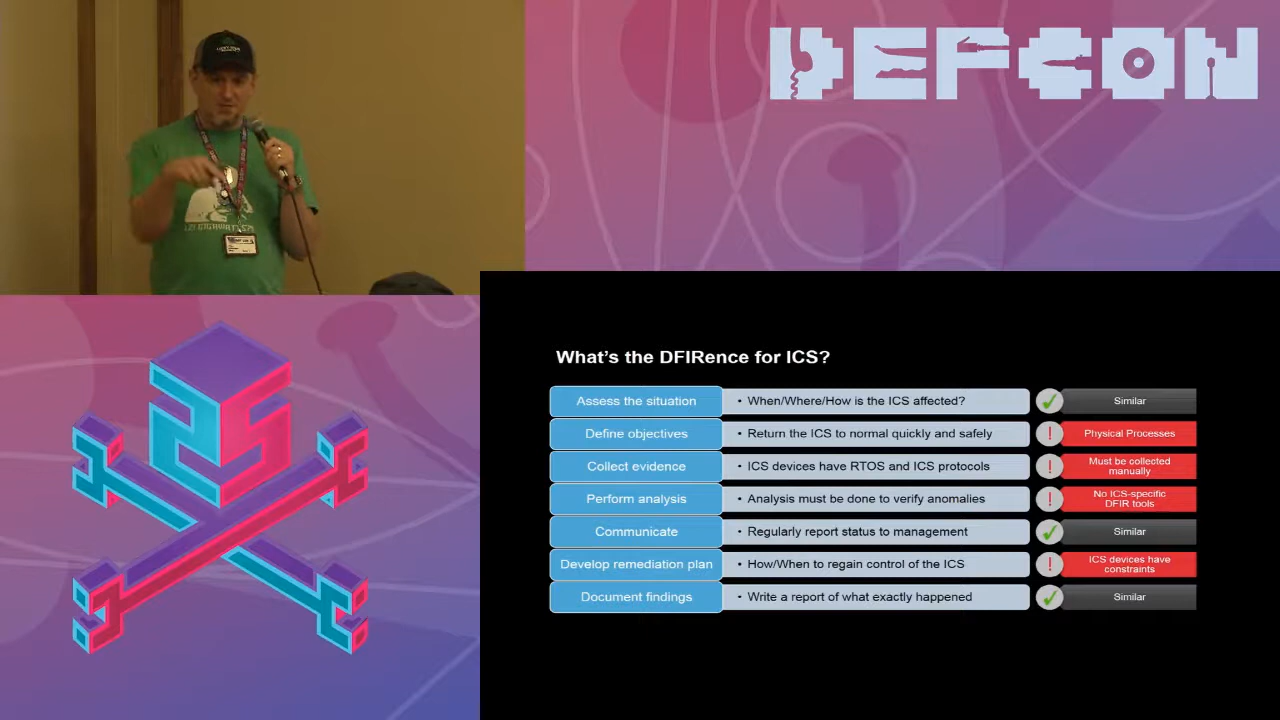 DEFCON
1.21 GIGAWATTS?!
25
What's the DFIRence for ICS?
Assess the situation
• When/Where/How is the ICS affected?
Similar
Define objectives
• Return the ICS to normal quickly and safely
Physical Processes
Collect evidence
• ICS devices have RTOS and ICS protocols
Must be collected
manually
Perform analysis
• Analysis must be done to verify anomalies
No ICS-specific
DFIR tools
Communicate
• Regularly report status to management
Similar
Develop remediation plan
• How/When to regain control of the ICS
ICS devices have
constraints
Document findings
• Write a report of what exactly happened
Similar